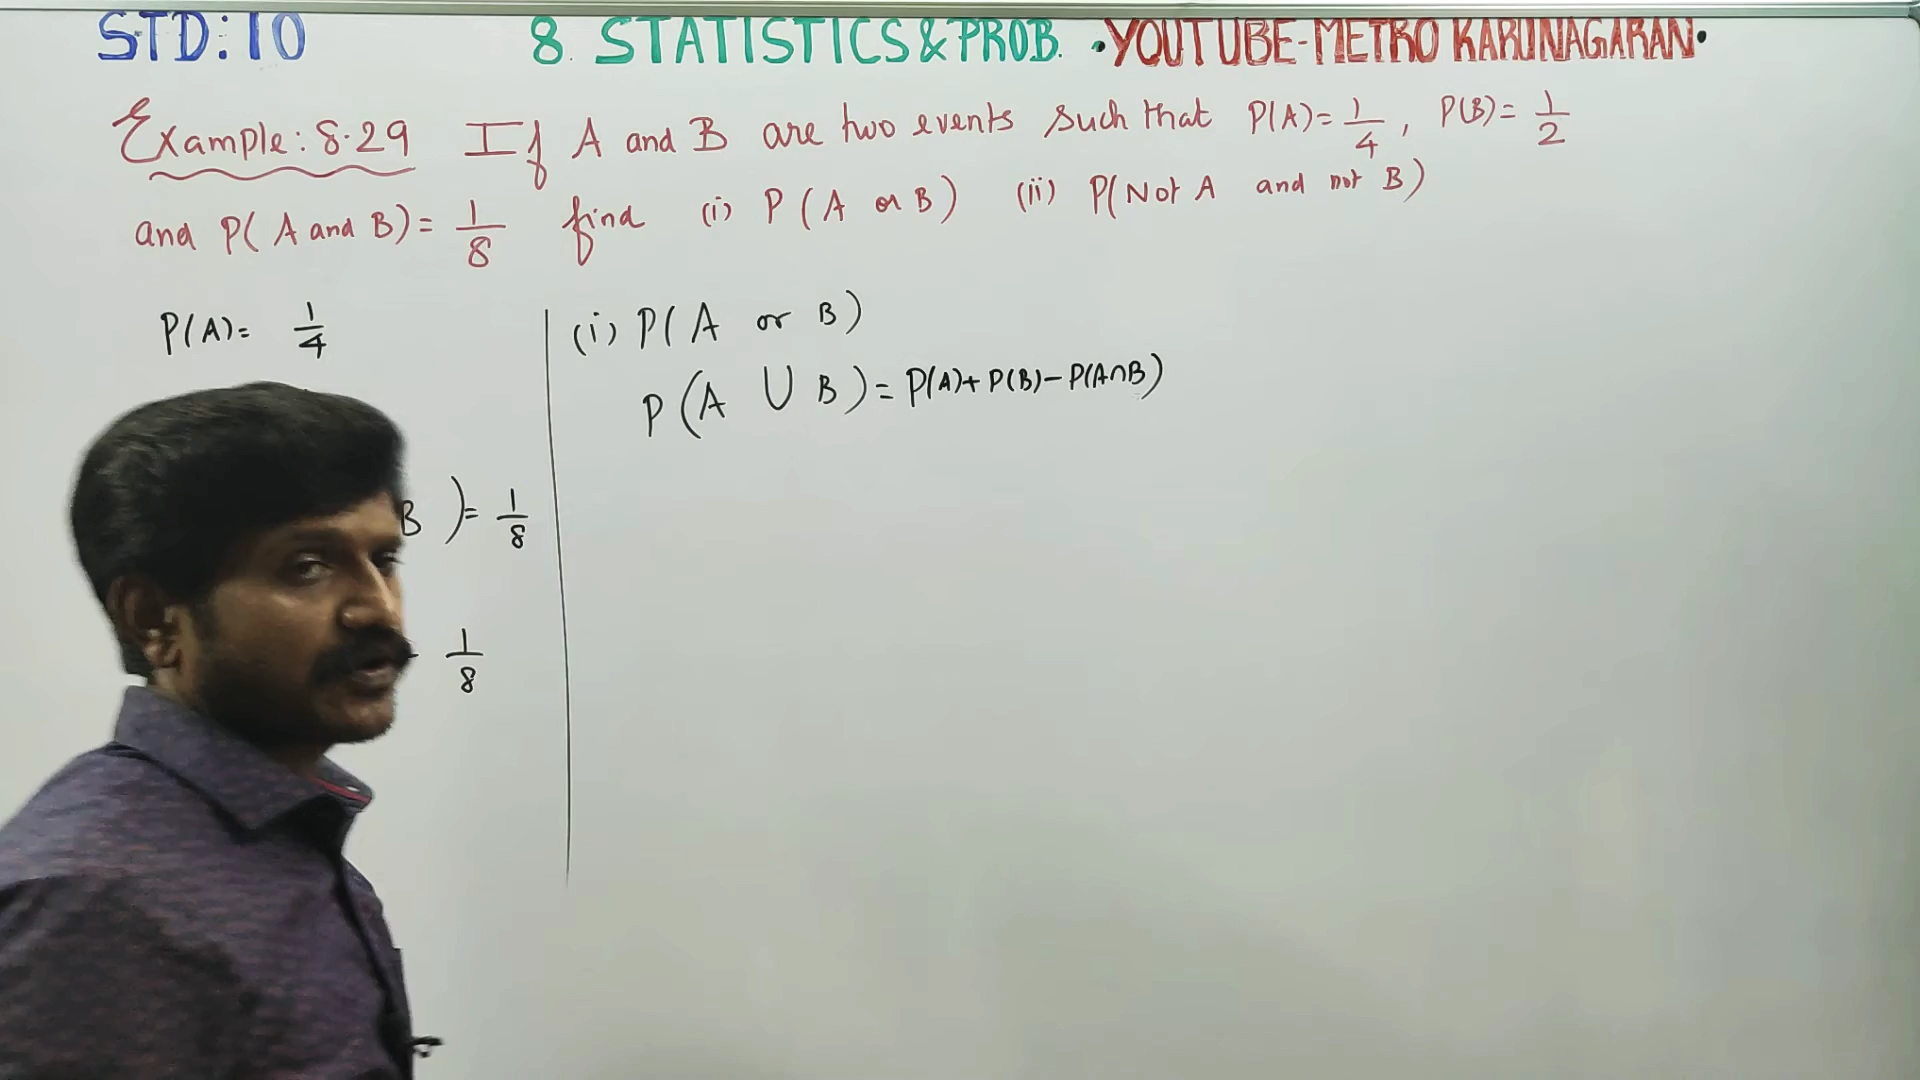 STD:10 8. STATISTICS & PROB. •YOUTUBE-METRO KARUNAGARAN•
Example: 8.29 If A and B are two events such that P(A)= 1/4, P(B)= 1/2
and P( A and B)= 1/8 find (i) P ( A or B) (ii) P( Not A and not B)
P(A)= 1/4
B )= 1/8
1/8
(i) P( A or B)
P (A ∪ B)= P(A)+ P(B)− P(A∩B)